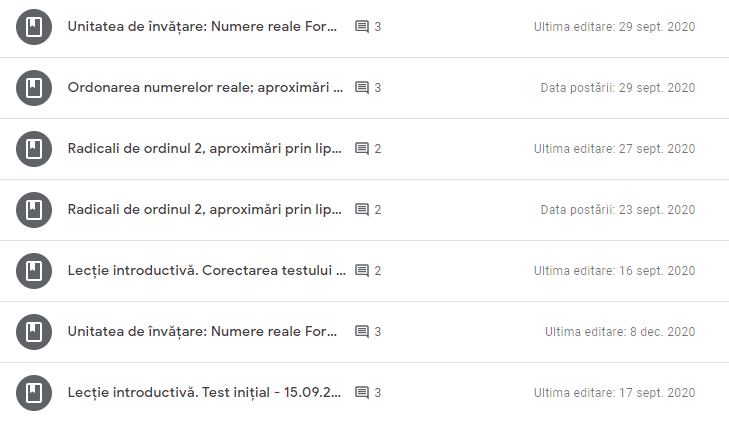 Unitatea de învățare: Numere reale For... 3 Ultima editare: 29 sept. 2020
Ordonarea numerelor reale; aproximări ... 3 Data postării: 29 sept. 2020
Radicali de ordinul 2, aproximări prin lip... 2 Ultima editare: 27 sept. 2020
Radicali de ordinul 2, aproximări prin lip... 2 Data postării: 23 sept. 2020
Lecție introductivă. Corectarea testului ... 2 Ultima editare: 16 sept. 2020
Unitatea de învățare: Numere reale For... 3 Ultima editare: 8 dec. 2020
Lecție introductivă. Test inițial - 15.09.2... 3 Ultima editare: 17 sept. 2020